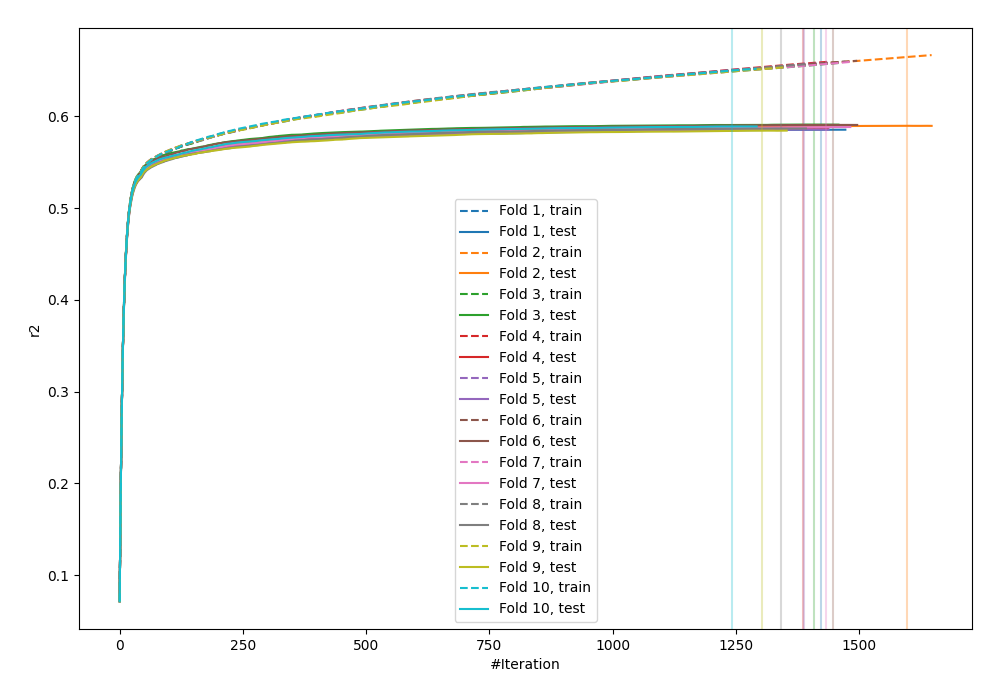 0.6
0.5
0.4
0.3
0.2
0.1
r2
0
250
500
750
1000
1250
1500
#Iteration
Fold 1, train
Fold 1, test
Fold 2, train
Fold 2, test
Fold 3, train
Fold 3, test
Fold 4, train
Fold 4, test
Fold 5, train
Fold 5, test
Fold 6, train
Fold 6, test
Fold 7, train
Fold 7, test
Fold 8, train
Fold 8, test
Fold 9, train
Fold 9, test
Fold 10, train
Fold 10, test